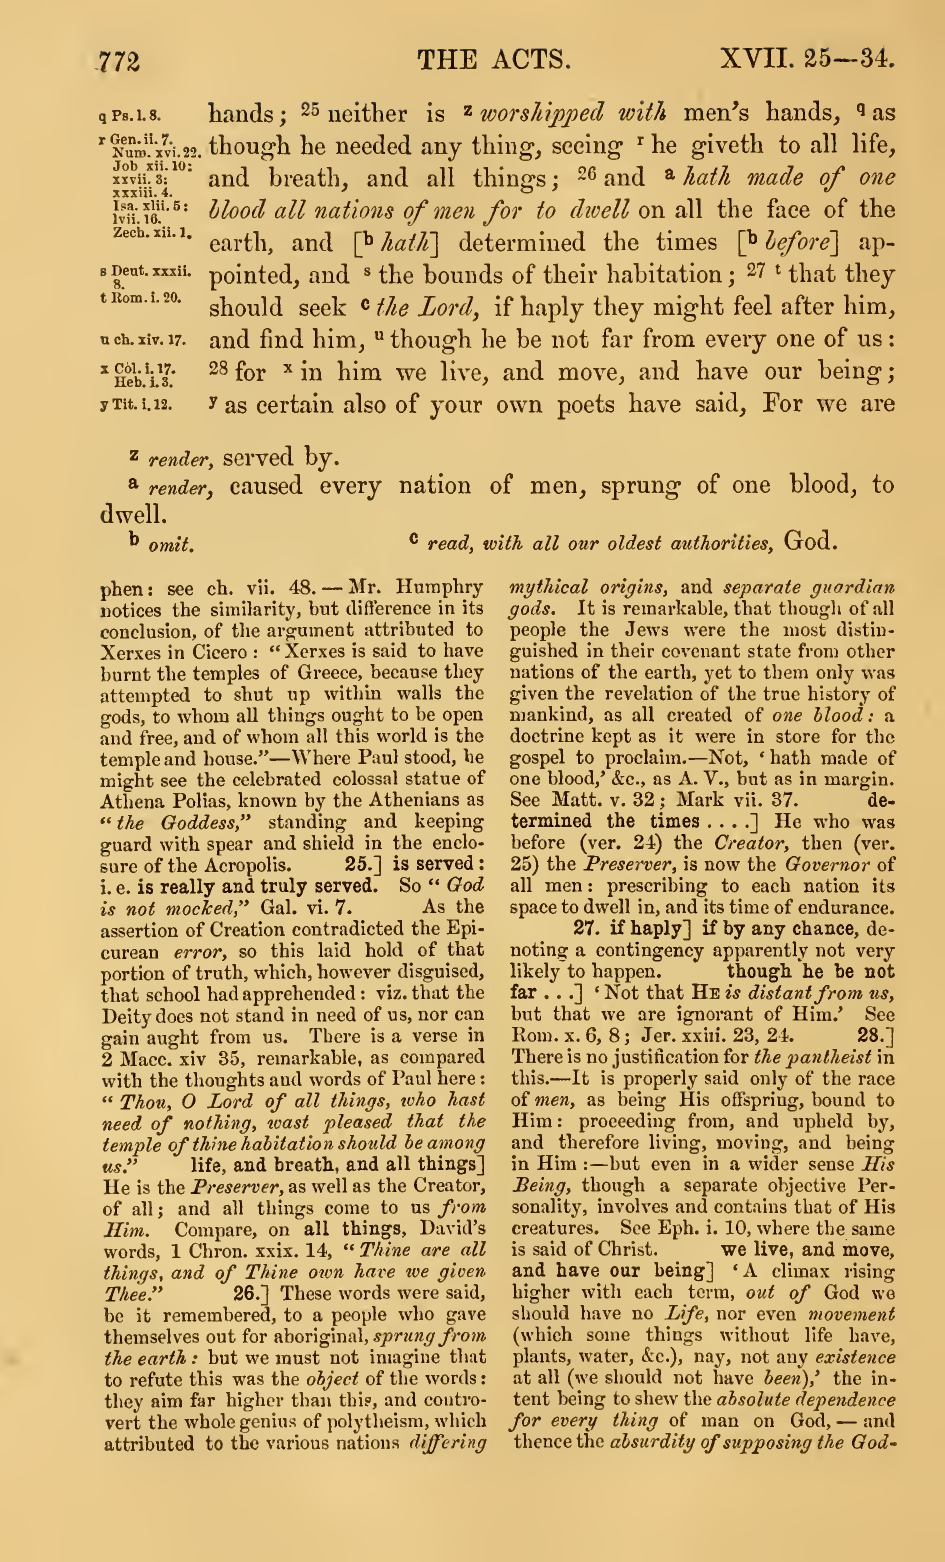 772 THE ACTS. XVII. 25—34.
q Ps. l. 8.
r Gen. ii. 7.
Num. xvi. 22.
Job xii. 10:
xxvii. 3:
xxxiii. 4.
Isa. xlii. 5:
lvii. 16.
Zech. xii. 1.
s Deut. xxxii.
8.
t Rom. i. 20.
u ch. xiv. 17.
x Col. i. 17.
Heb. i. 3.
y Tit. i. 12.
hands; 25 neither is z worshipped with men's hands, q as
though he needed any thing, seeing r he giveth to all life,
and breath, and all things; 26 and a hath made of one
blood all nations of men for to dwell on all the face of the
earth, and [b hath] determined the times [b before] ap-
pointed, and s the bounds of their habitation; 27 t that they
should seek c the Lord, if haply they might feel after him,
and find him, u though he be not far from every one of us:
28 for x in him we live, and move, and have our being;
y as certain also of your own poets have said, For we are
z render, served by.
a render, caused every nation of men, sprung of one blood, to
dwell.
b omit. c read, with all our oldest authorities, God.
phen: see ch. vii. 48. — Mr. Humphry
notices the similarity, but difference in its
conclusion, of the argument attributed to
Xerxes in Cicero: “Xerxes is said to have
burnt the temples of Greece, because they
attempted to shut up within walls the
gods, to whom all things ought to be open
and free, and of whom all this world is the
temple and house.”—Where Paul stood, he
might see the celebrated colossal statue of
Athena Polias, known by the Athenians as
“the Goddess,” standing and keeping
guard with spear and shield in the enclo-
sure of the Acropolis. 25.] is served:
i. e. is really and truly served. So “God
is not mocked,” Gal. vi. 7. As the
assertion of Creation contradicted the Epi-
curean error, so this laid hold of that
portion of truth, which, however disguised,
that school had apprehended: viz. that the
Deity does not stand in need of us, nor can
gain aught from us. There is a verse in
2 Macc. xiv 35, remarkable, as compared
with the thoughts and words of Paul here:
“Thou, O Lord of all things, who hast
need of nothing, wast pleased that the
temple of thine habitation should be among
us.” life, and breath, and all things]
He is the Preserver, as well as the Creator,
of all; and all things come to us from
Him. Compare, on all things, David's
words, 1 Chron. xxix. 14, “Thine are all
things, and of Thine own have we given
Thee.” 26.] These words were said,
be it remembered, to a people who gave
themselves out for aboriginal, sprung from
the earth: but we must not imagine that
to refute this was the object of the words:
they aim far higher than this, and contro-
vert the whole genius of polytheism, which
attributed to the various nations differing
mythical origins, and separate guardian
gods. It is remarkable, that though of all
people the Jews were the most distin-
guished in their covenant state from other
nations of the earth, yet to them only was
given the revelation of the true history of
mankind, as all created of one blood: a
doctrine kept as it were in store for the
gospel to proclaim.—Not, ‘hath made of
one blood,’ &c., as A. V., but as in margin.
See Matt. v. 32; Mark vii. 37. de-
termined the times . . . .] He who was
before (ver. 24) the Creator, then (ver.
25) the Preserver, is now the Governor of
all men: prescribing to each nation its
space to dwell in, and its time of endurance.
27. if haply] if by any chance, de-
noting a contingency apparently not very
likely to happen. though he be not
far . . .] ‘Not that HE is distant from us,
but that we are ignorant of Him.’ See
Rom. x. 6, 8; Jer. xxiii. 23, 24. 28.]
There is no justification for the pantheist in
this.—It is properly said only of the race
of men, as being His offspring, bound to
Him: proceeding from, and upheld by,
and therefore living, moving, and being
in Him:—but even in a wider sense His
Being, though a separate objective Per-
sonality, involves and contains that of His
creatures. See Eph. i. 10, where the same
is said of Christ. we live, and move,
and have our being] ‘A climax rising
higher with each term, out of God we
should have no Life, nor even movement
(which some things without life have,
plants, water, &c.), nay, not any existence
at all (we should not have been),’ the in-
tent being to shew the absolute dependence
for every thing of man on God, — and
thence the absurdity of supposing the God-